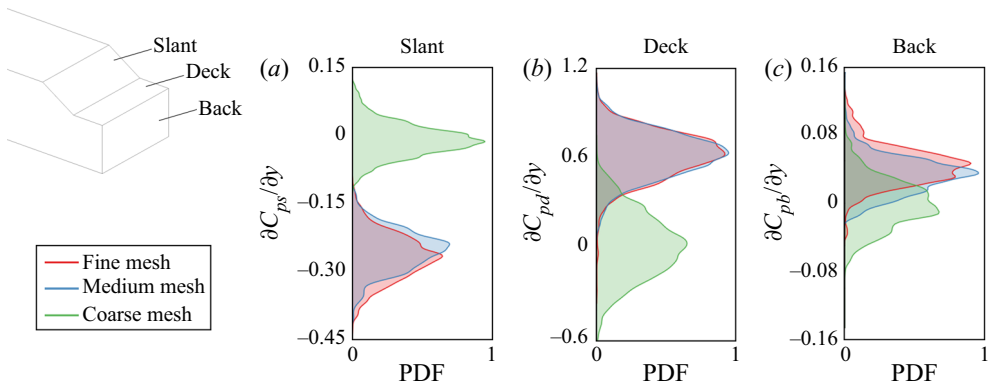 Slant
Deck
Back
Fine mesh
Medium mesh
Coarse mesh
Slant
(a)
0.15
0
−0.15
−0.30
−0.45
∂C_ps/∂y
0
1
PDF
Deck
(b)
1.2
0.6
0
−0.6
∂C_pd/∂y
0
1
PDF
Back
(c)
0.16
0.08
0
−0.08
−0.16
∂C_pb/∂y
0
1
PDF